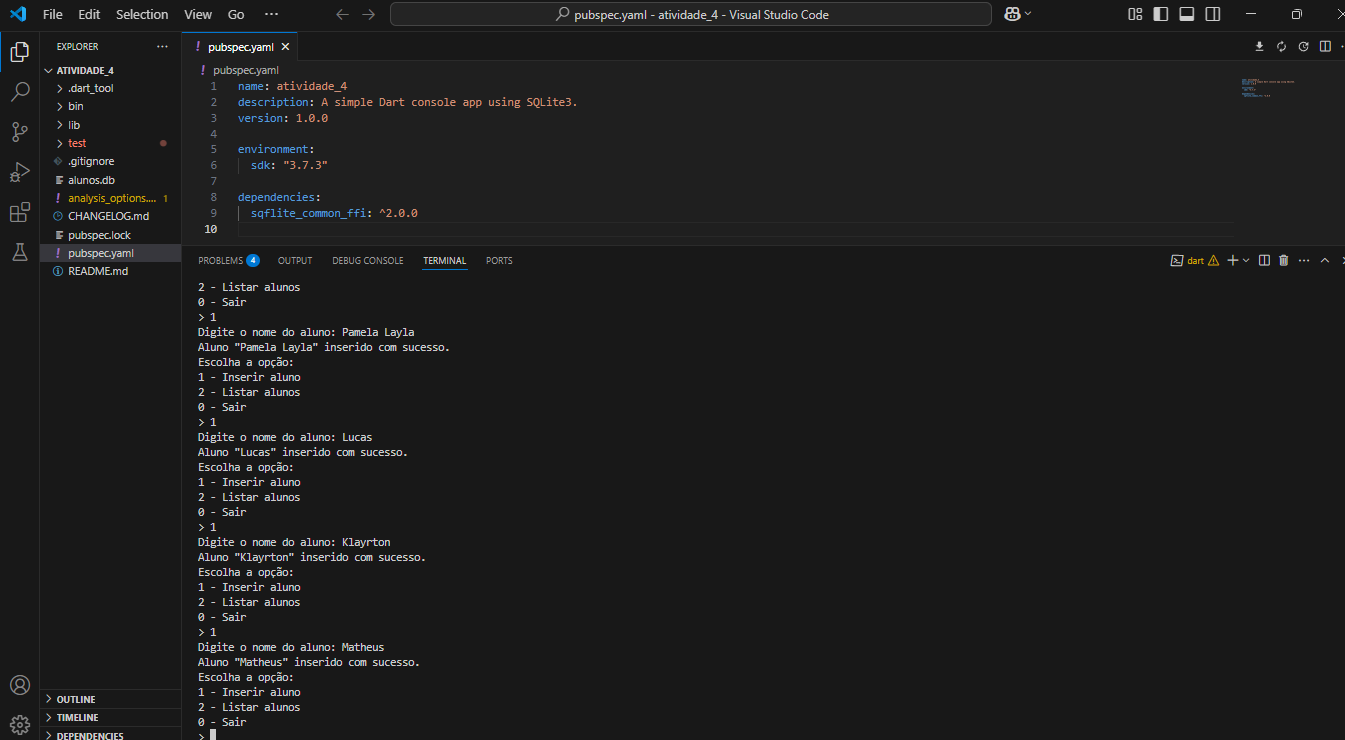 File Edit Selection View Go ···
pubspec.yaml - atividade_4 - Visual Studio Code
EXPLORER
ATIVIDADE_4
.dart_tool
bin
lib
test
.gitignore
alunos.db
! analysis_options.... 1
CHANGELOG.md
pubspec.lock
! pubspec.yaml
README.md
OUTLINE
TIMELINE
DEPENDENCIES
! pubspec.yaml
! pubspec.yaml
1 name: atividade_4
2 description: A simple Dart console app using SQLite3.
3 version: 1.0.0
4
5 environment:
6 sdk: "3.7.3"
7
8 dependencies:
9 sqflite_common_ffi: ^2.0.0
10
PROBLEMS 4 OUTPUT DEBUG CONSOLE TERMINAL PORTS
dart
2 - Listar alunos
0 - Sair
> 1
Digite o nome do aluno: Pamela Layla
Aluno "Pamela Layla" inserido com sucesso.
Escolha a opção:
1 - Inserir aluno
2 - Listar alunos
0 - Sair
> 1
Digite o nome do aluno: Lucas
Aluno "Lucas" inserido com sucesso.
Escolha a opção:
1 - Inserir aluno
2 - Listar alunos
0 - Sair
> 1
Digite o nome do aluno: Klayrton
Aluno "Klayrton" inserido com sucesso.
Escolha a opção:
1 - Inserir aluno
2 - Listar alunos
0 - Sair
> 1
Digite o nome do aluno: Matheus
Aluno "Matheus" inserido com sucesso.
Escolha a opção:
1 - Inserir aluno
2 - Listar alunos
0 - Sair
>